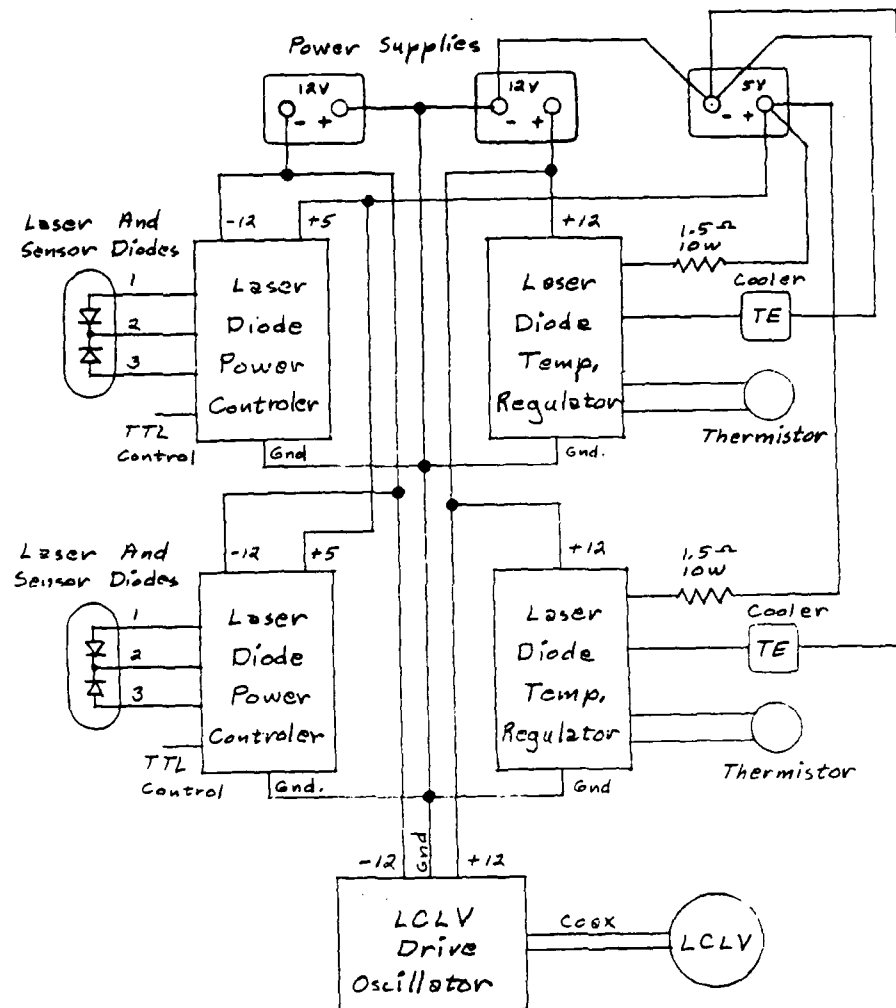 Power Supplies
12V
- +
12V
- +
5V
- +
-12
+5
+12
Laser And
Sensor Diodes
1
2
3
Laser
Diode
Power
Controler
TTL
Control
Gnd
Laser
Diode
Temp.
Regulator
Gnd.
1.5Ω
10W
Cooler
TE
Thermistor
-12
+5
+12
Laser And
Sensor Diodes
1
2
3
Laser
Diode
Power
Controler
TTL
Control
Gnd.
Laser
Diode
Temp.
Regulator
Gnd
1.5Ω
10W
Cooler
TE
Thermistor
-12
Gnd
+12
LCLV
Drive
Oscillator
Coax
LCLV